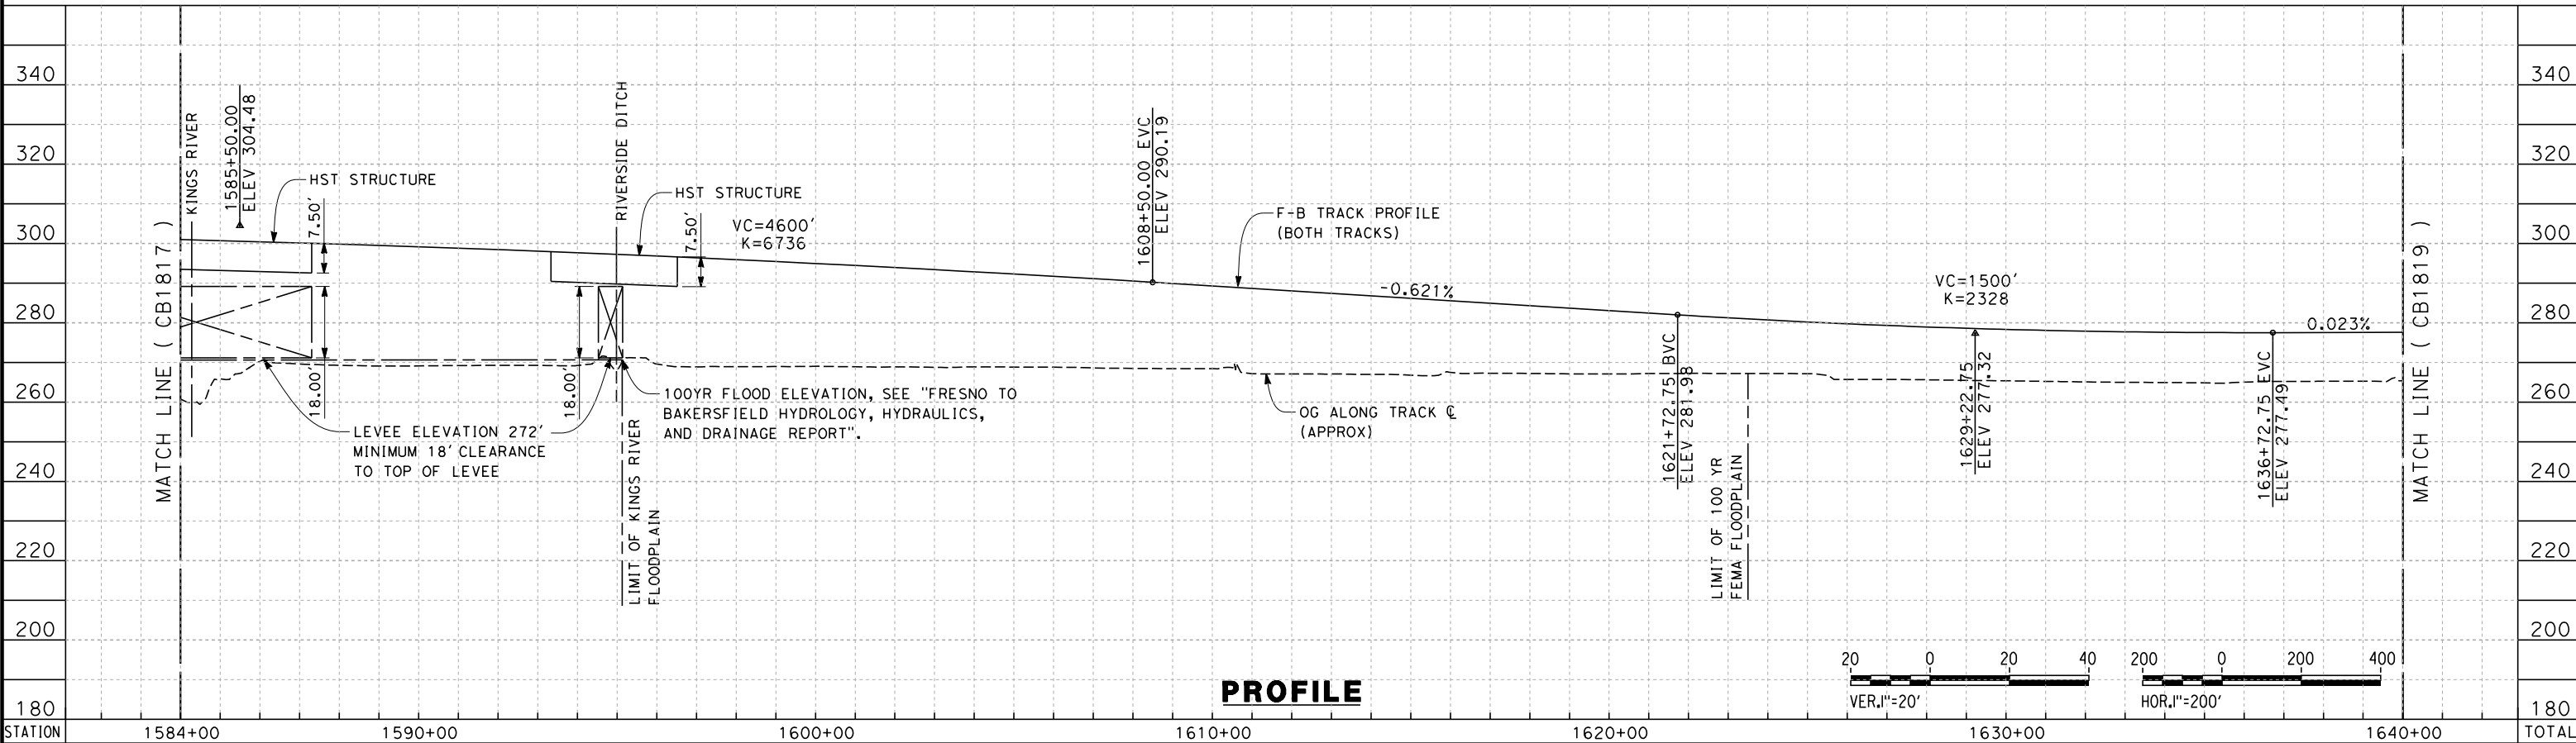 340
320
300
280
260
240
220
200
180
STATION
MATCH LINE ( CB1817 )
KINGS RIVER
1585+50.00
ELEV 304.48
HST STRUCTURE
7.50'
18.00'
LEVEE ELEVATION 272'
MINIMUM 18' CLEARANCE
TO TOP OF LEVEE
18.00'
RIVERSIDE DITCH
HST STRUCTURE
7.50'
VC=4600'
K=6736
100YR FLOOD ELEVATION, SEE "FRESNO TO
BAKERSFIELD HYDROLOGY, HYDRAULICS,
AND DRAINAGE REPORT".
LIMIT OF KINGS RIVER
FLOODPLAIN
1608+50.00 EVC
ELEV 290.19
F-B TRACK PROFILE
(BOTH TRACKS)
-0.621%
OG ALONG TRACK ℄
(APPROX)
1621+72.75 BVC
ELEV 281.98
LIMIT OF 100 YR
FEMA FLOODPLAIN
VC=1500'
K=2328
1629+22.75
ELEV 277.32
0.023%
1636+72.75 EVC
ELEV 277.49
MATCH LINE ( CB1819 )
340
320
300
280
260
240
220
200
180
20 0 20 40
VER.1"=20'
200 0 200 400
HOR.1"=200'
PROFILE
1584+00 1590+00 1600+00 1610+00 1620+00 1630+00 1640+00
TOTAL